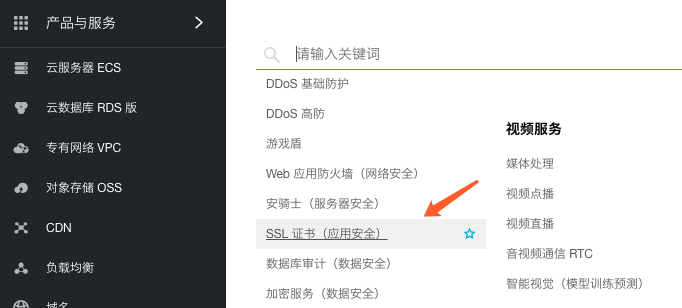 产品与服务
云服务器 ECS
云数据库 RDS 版
专有网络 VPC
对象存储 OSS
CDN
负载均衡
域名
请输入关键词
DDoS 基础防护
DDoS 高防
游戏盾
Web 应用防火墙（网络安全）
安骑士（服务器安全）
SSL 证书（应用安全）
数据库审计（数据安全）
加密服务（数据安全）
视频服务
媒体处理
视频点播
视频直播
音视频通信 RTC
智能视觉（模型训练预测）